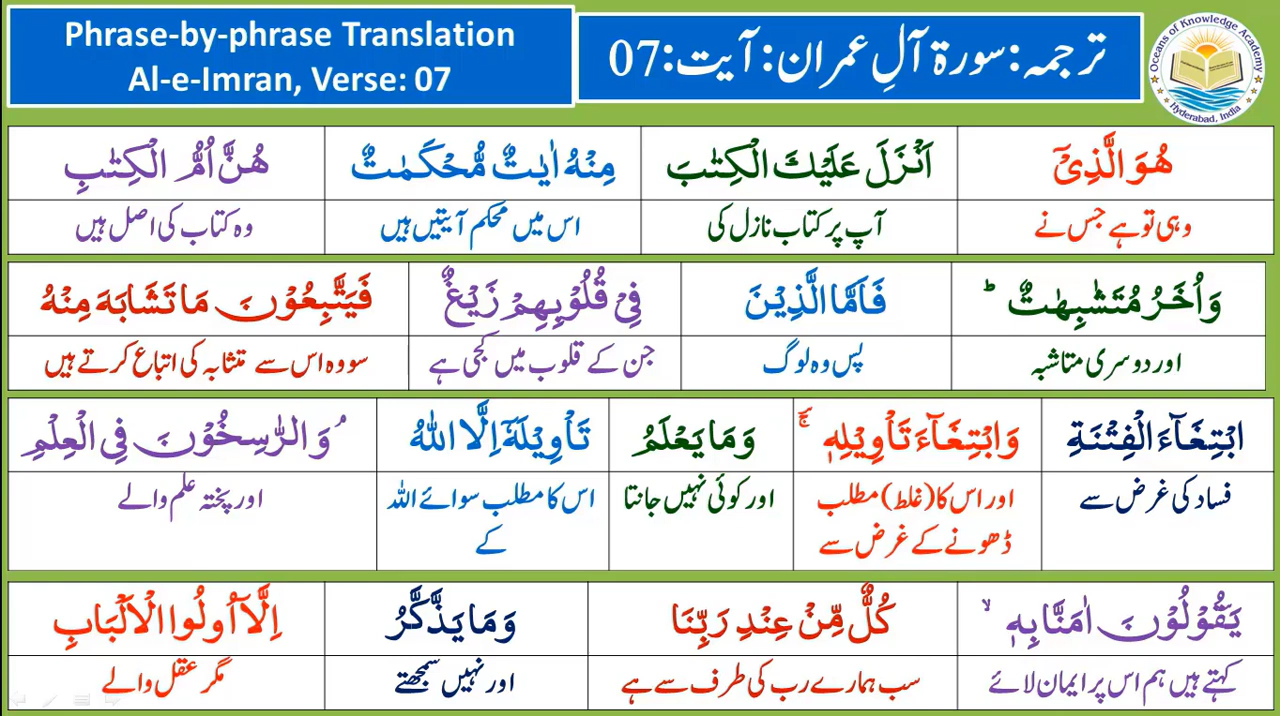 Phrase-by-phrase Translation
Al-e-Imran, Verse: 07
ترجمہ: سورۃ آلِ عمران: آیت: 07
Oceans of Knowledge Academy
Hyderabad, India
هُوَ الَّذِیْۤ اَنْزَلَ عَلَیْكَ الْكِتٰبَ مِنْهُ اٰیٰتٌ مُّحْكَمٰتٌ هُنَّ اُمُّ الْكِتٰبِ
وہی تو ہے جس نے آپ پر کتاب نازل کی اس میں محکم آیتیں ہیں وہ کتاب کی اصل ہیں
وَ اُخَرُ مُتَشٰبِهٰتٌ ؕ فَاَمَّا الَّذِیْنَ فِیْ قُلُوْبِهِمْ زَیْغٌ فَیَتَّبِعُوْنَ مَا تَشَابَهَ مِنْهُ
اور دوسری متاشبہ پس وہ لوگ جن کے قلوب میں کجی ہے سو وہ اس سے متشابہ کی اتباع کرتے ہیں
ابْتِغَآءَ الْفِتْنَةِ وَ ابْتِغَآءَ تَاْوِیْلِهٖ ۚ وَ مَا یَعْلَمُ تَاْوِیْلَهٗۤ اِلَّا اللهُ ۘ وَ الرّٰسِخُوْنَ فِی الْعِلْمِ
فساد کی غرض سے اور اس کا (غلط) مطلب اور کوئی نہیں جانتا اس کا مطلب سوائے اللہ اور پختہ علم والے
ڈھونے کے غرض سے کے
یَقُوْلُوْنَ اٰمَنَّا بِهٖ ۙ كُلٌّ مِّنْ عِنْدِ رَبِّنَا وَ مَا یَذَّكَّرُ اِلَّاۤ اُولُوا الْاَلْبَابِ
کہتے ہیں ہم اس پر ایمان لائے سب ہمارے رب کی طرف سے ہے اور نہیں سمجھتے مگر عقل والے